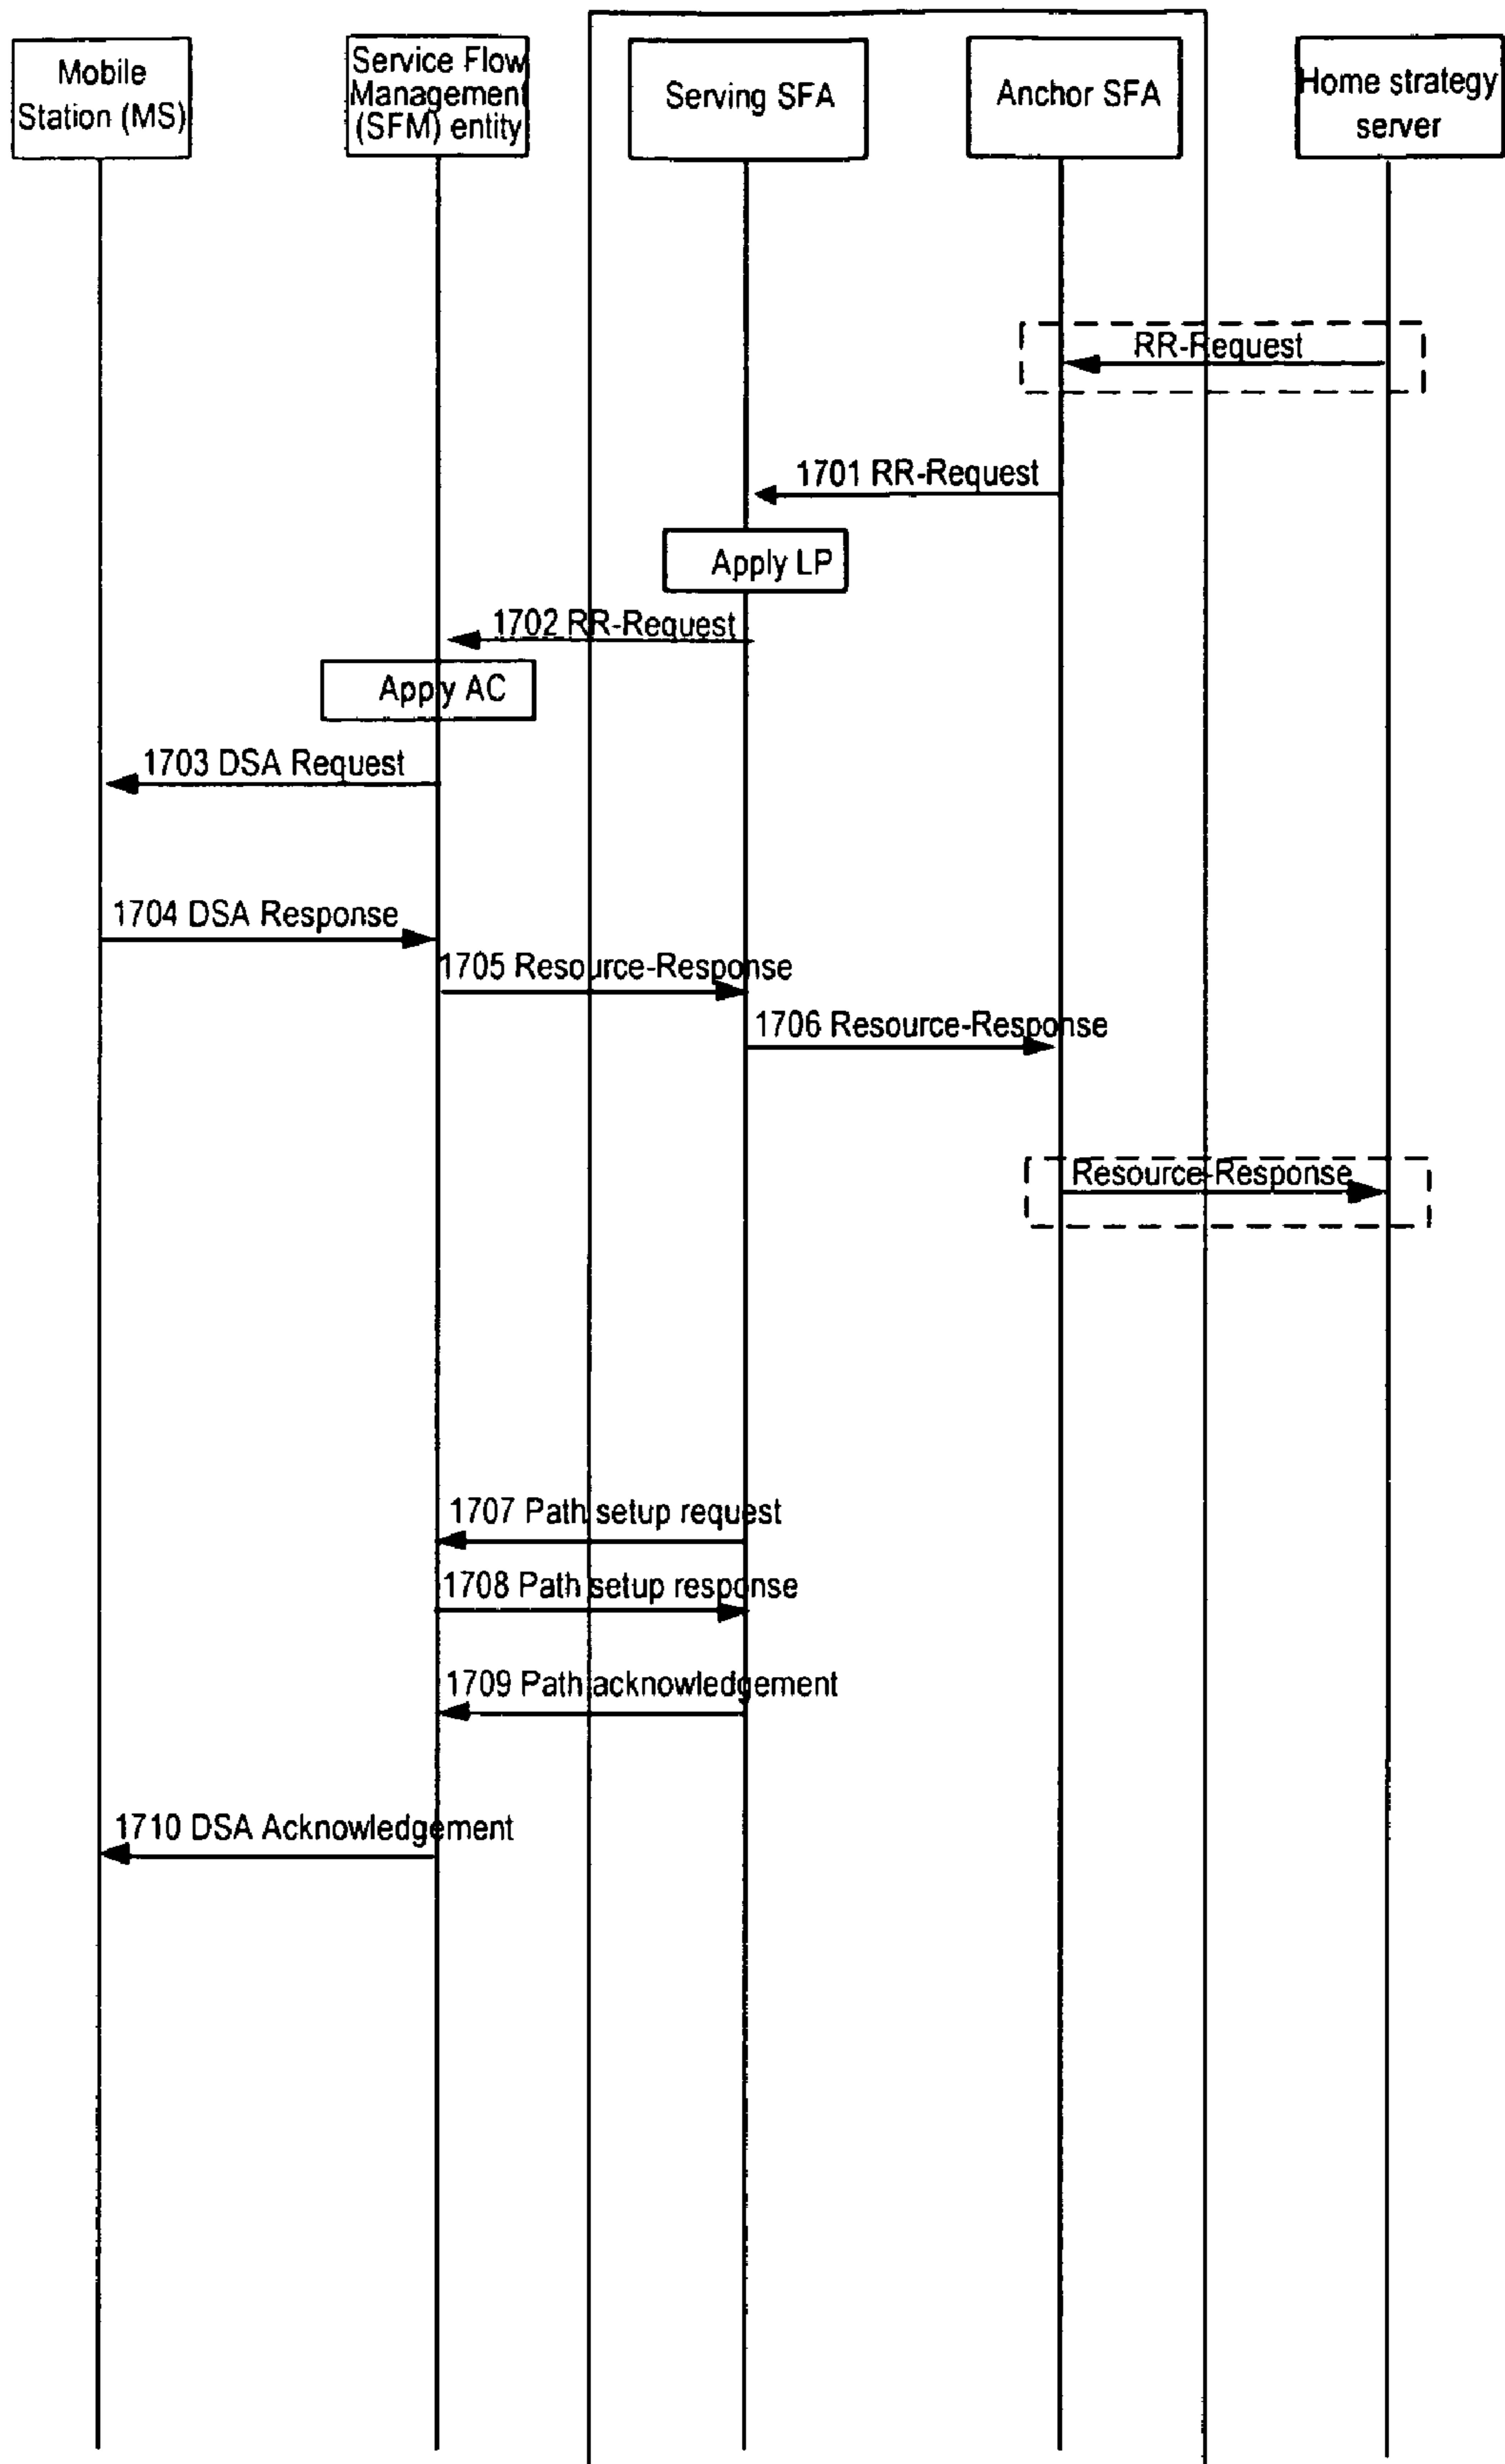 Mobile
Station (MS)
Service Flow
Management
(SFM) entity
Serving SFA
Anchor SFA
Home strategy
server
RR-Request
1701 RR-Request
Apply LP
1702 RR-Request
Apply AC
1703 DSA Request
1704 DSA Response
1705 Resource-Response
1706 Resource-Response
Resource-Response
1707 Path setup request
1708 Path setup response
1709 Path acknowledgement
1710 DSA Acknowledgement